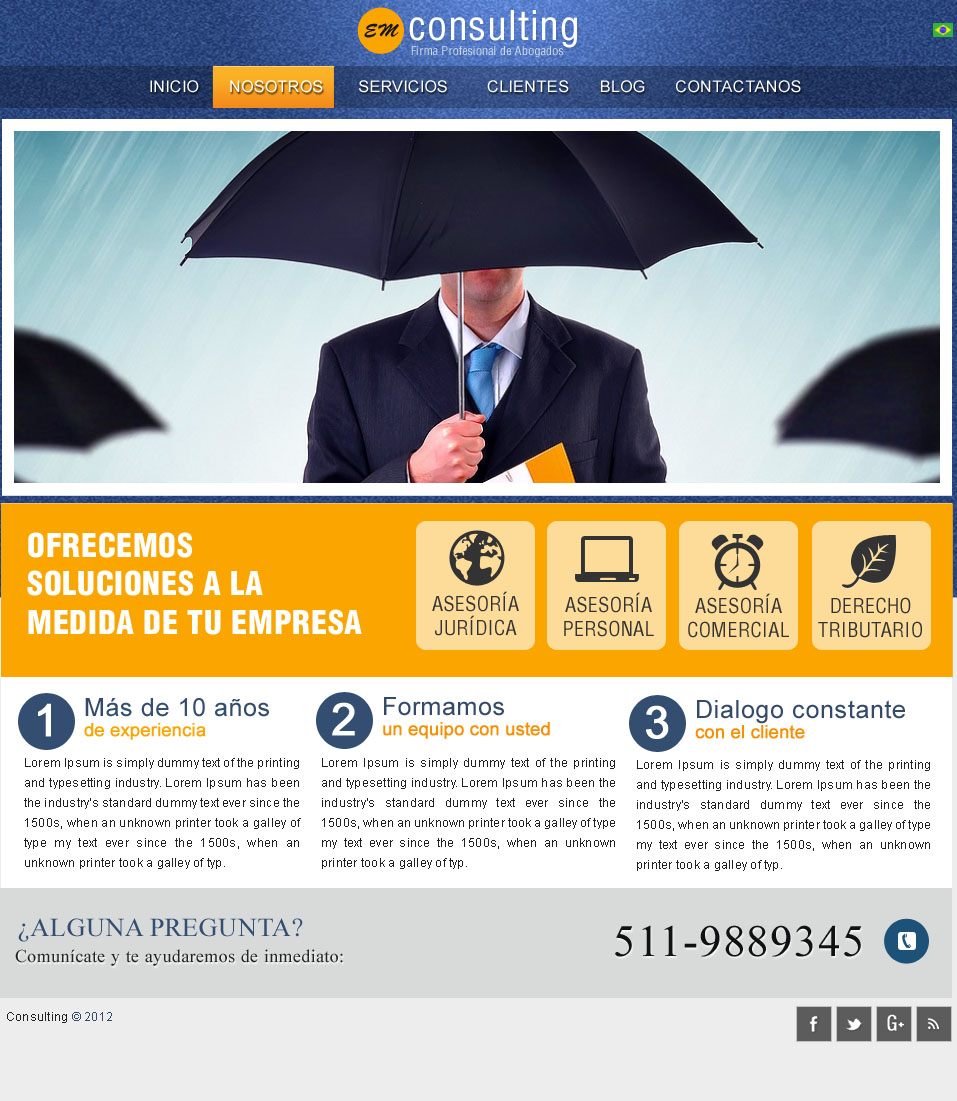 EM consulting
Firma Profesional de Abogados
INICIO NOSOTROS SERVICIOS CLIENTES BLOG CONTACTANOS
OFRECEMOS
SOLUCIONES A LA
MEDIDA DE TU EMPRESA
ASESORÍA
JURÍDICA
ASESORÍA
PERSONAL
ASESORÍA
COMERCIAL
DERECHO
TRIBUTARIO
1 Más de 10 años
de experiencia
Lorem Ipsum is simply dummy text of the printing
and typesetting industry. Lorem Ipsum has been
the industry's standard dummy text ever since the
1500s, when an unknown printer took a galley of
type my text ever since the 1500s, when an
unknown printer took a galley of typ.
2 Formamos
un equipo con usted
Lorem Ipsum is simply dummy text of the printing
and typesetting industry. Lorem Ipsum has been the
industry's standard dummy text ever since the
1500s, when an unknown printer took a galley of type
my text ever since the 1500s, when an unknown
printer took a galley of typ.
3 Dialogo constante
con el cliente
Lorem Ipsum is simply dummy text of the printing
and typesetting industry. Lorem Ipsum has been the
industry's standard dummy text ever since the
1500s, when an unknown printer took a galley of type
my text ever since the 1500s, when an unknown
printer took a galley of typ.
¿ALGUNA PREGUNTA?
Comunícate y te ayudaremos de inmediato:
511-9889345
Consulting © 2012
f G+